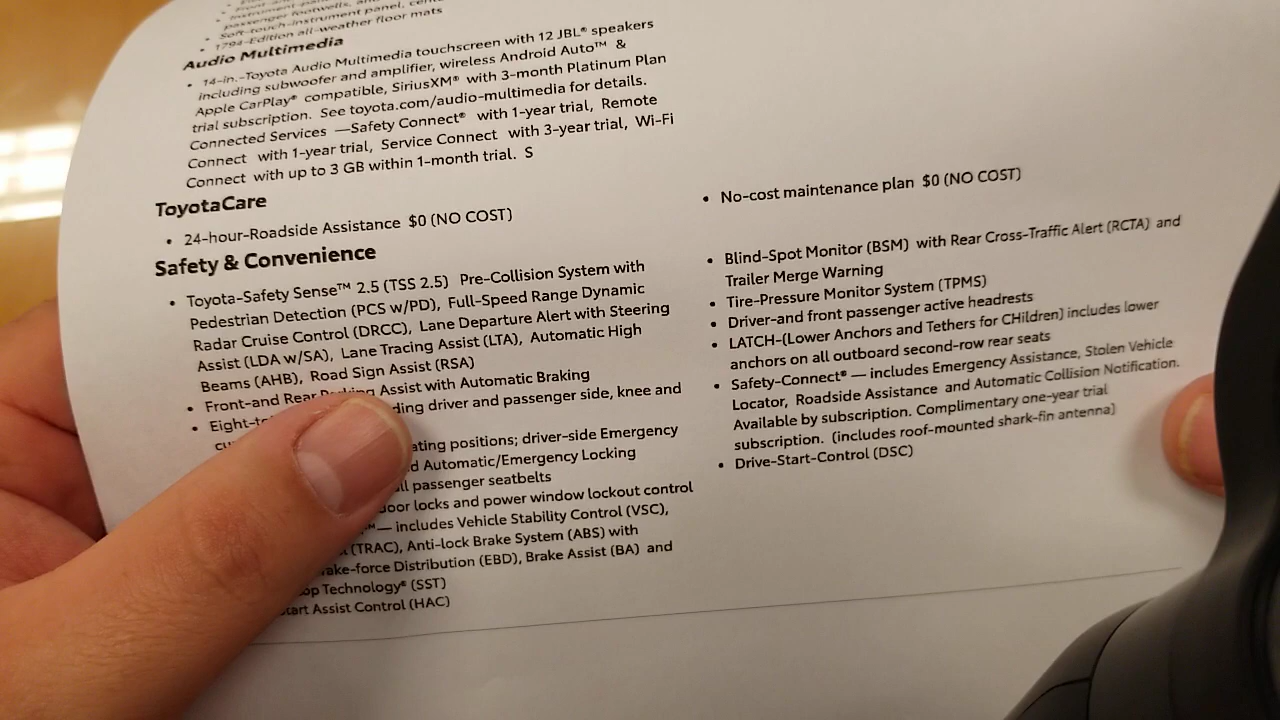 passenger footwells, and
• Soft-touch-instrument panel,
• 1794-Edition all-weather floor mats
Audio Multimedia
• 14-in.-Toyota Audio Multimedia touchscreen with 12 JBL® speakers
including subwoofer and amplifier, wireless Android Auto™ &
Apple CarPlay® compatible, SiriusXM® with 3-month Platinum Plan
trial subscription. See toyota.com/audio-multimedia for details.
Connected Services —Safety Connect® with 1-year trial, Remote
Connect with 1-year trial, Service Connect with 3-year trial, Wi-Fi
Connect with up to 3 GB within 1-month trial. S
ToyotaCare
• 24-hour-Roadside Assistance $0 (NO COST)
• No-cost maintenance plan $0 (NO COST)
Safety & Convenience
• Toyota-Safety Sense™ 2.5 (TSS 2.5) Pre-Collision System with
Pedestrian Detection (PCS w/PD), Full-Speed Range Dynamic
Radar Cruise Control (DRCC), Lane Departure Alert with Steering
Assist (LDA w/SA), Lane Tracing Assist (LTA), Automatic High
Beams (AHB), Road Sign Assist (RSA)
• Front-and Rear Parking Assist with Automatic Braking
driver and passenger side, knee and
positions; driver-side Emergency
Automatic/Emergency Locking
passenger seatbelts
locks and power window lockout control
— includes Vehicle Stability Control (VSC),
(TRAC), Anti-lock Brake System (ABS) with
Distribution (EBD), Brake Assist (BA) and
Technology® (SST)
Assist Control (HAC)
• Blind-Spot Monitor (BSM) with Rear Cross-Traffic Alert (RCTA) and
Trailer Merge Warning
• Tire-Pressure Monitor System (TPMS)
• Driver-and front passenger active headrests
• LATCH-(Lower Anchors and Tethers for CHildren) includes lower
anchors on all outboard second-row rear seats
• Safety-Connect® — includes Emergency Assistance, Stolen Vehicle
Locator, Roadside Assistance and Automatic Collision Notification.
Available by subscription. Complimentary one-year trial
subscription. (includes roof-mounted shark-fin antenna)
• Drive-Start-Control (DSC)